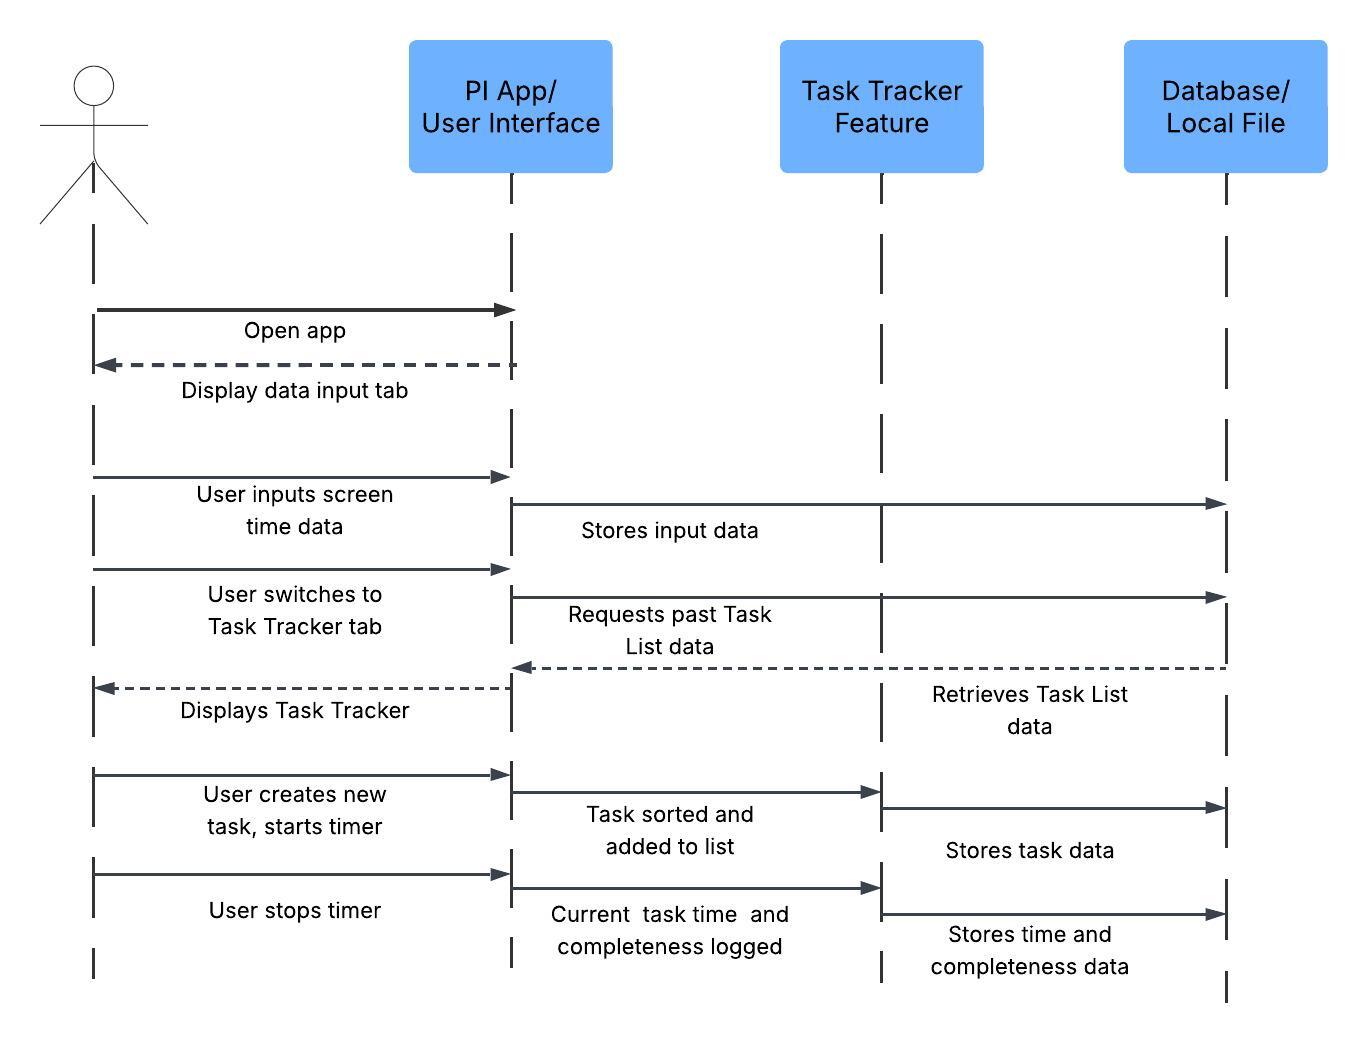 PI App/
User Interface
Task Tracker
Feature
Database/
Local File
Open app
Display data input tab
User inputs screen
time data
Stores input data
User switches to
Task Tracker tab
Requests past Task
List data
Retrieves Task List
data
Displays Task Tracker
User creates new
task, starts timer
Task sorted and
added to list
Stores task data
User stops timer
Current  task time  and
completeness logged
Stores time and
completeness data